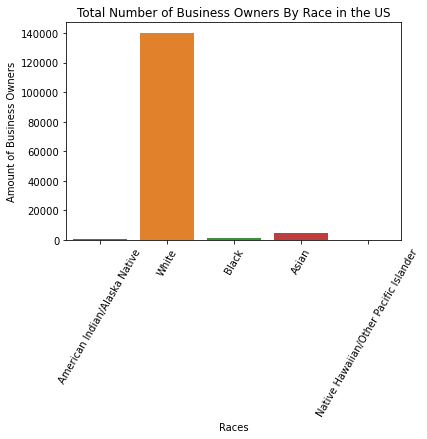 Total Number of Business Owners By Race in the US
Amount of Business Owners
140000
120000
100000
80000
60000
40000
20000
0
American Indian/Alaska Native
White
Black
Asian
Native Hawaiian/Other Pacific Islander
Races